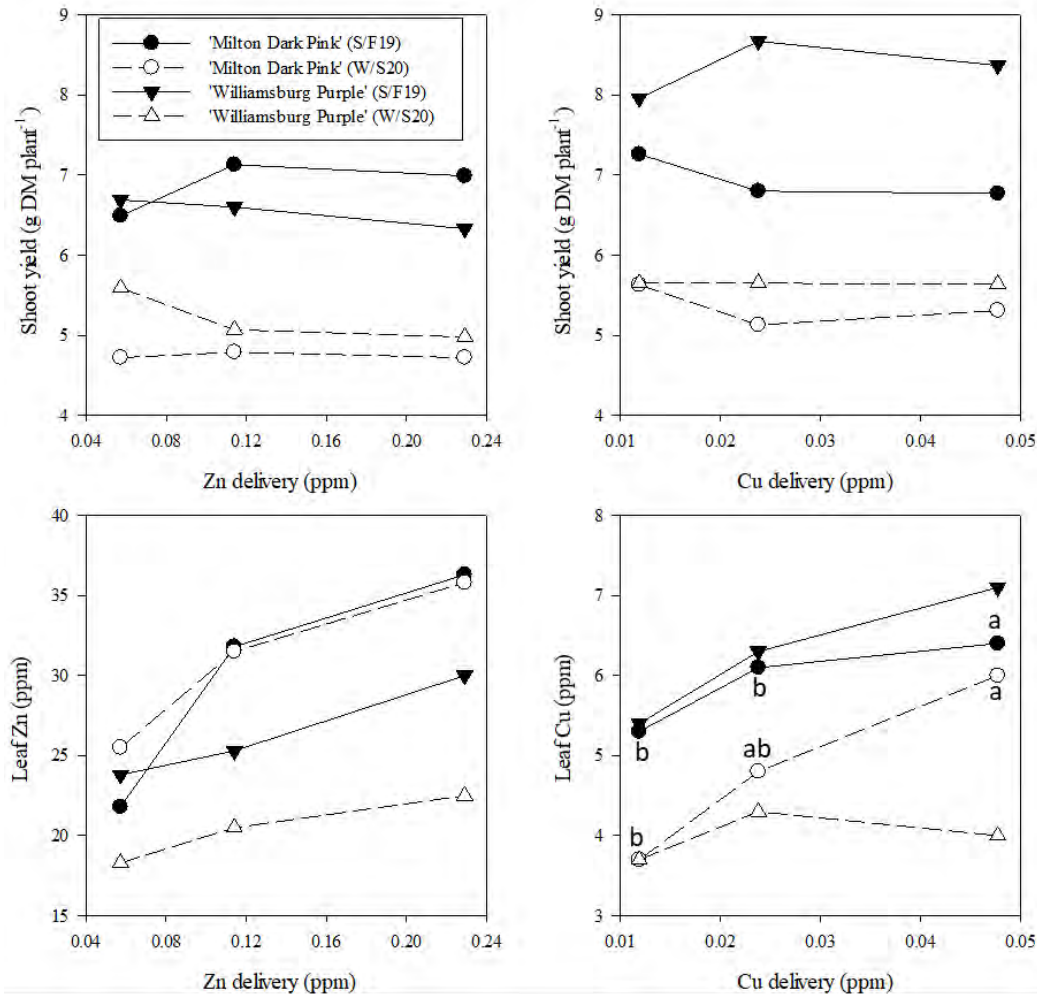 9
8
7
6
5
4
Shoot yield (g DM plant⁻¹)
'Milton Dark Pink' (S/F19)
'Milton Dark Pink' (W/S20)
'Williamsburg Purple' (S/F19)
'Williamsburg Purple' (W/S20)
0.04 0.08 0.12 0.16 0.20 0.24
Zn delivery (ppm)
9
8
7
6
5
4
Shoot yield (g DM plant⁻¹)
0.01 0.02 0.03 0.04 0.05
Cu delivery (ppm)
40
35
30
25
20
15
Leaf Zn (ppm)
0.04 0.08 0.12 0.16 0.20 0.24
Zn delivery (ppm)
8
7
6
5
4
3
Leaf Cu (ppm)
a
b
a
b
ab
b
0.01 0.02 0.03 0.04 0.05
Cu delivery (ppm)